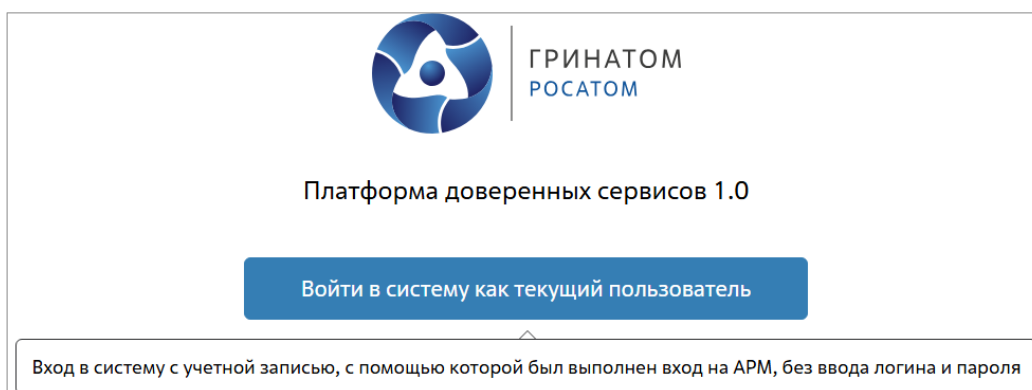 ГРИНАТОМ
РОСАТОМ
Платформа доверенных сервисов 1.0
Войти в систему как текущий пользователь
Вход в систему с учетной записью, с помощью которой был выполнен вход на АРМ, без ввода логина и пароля